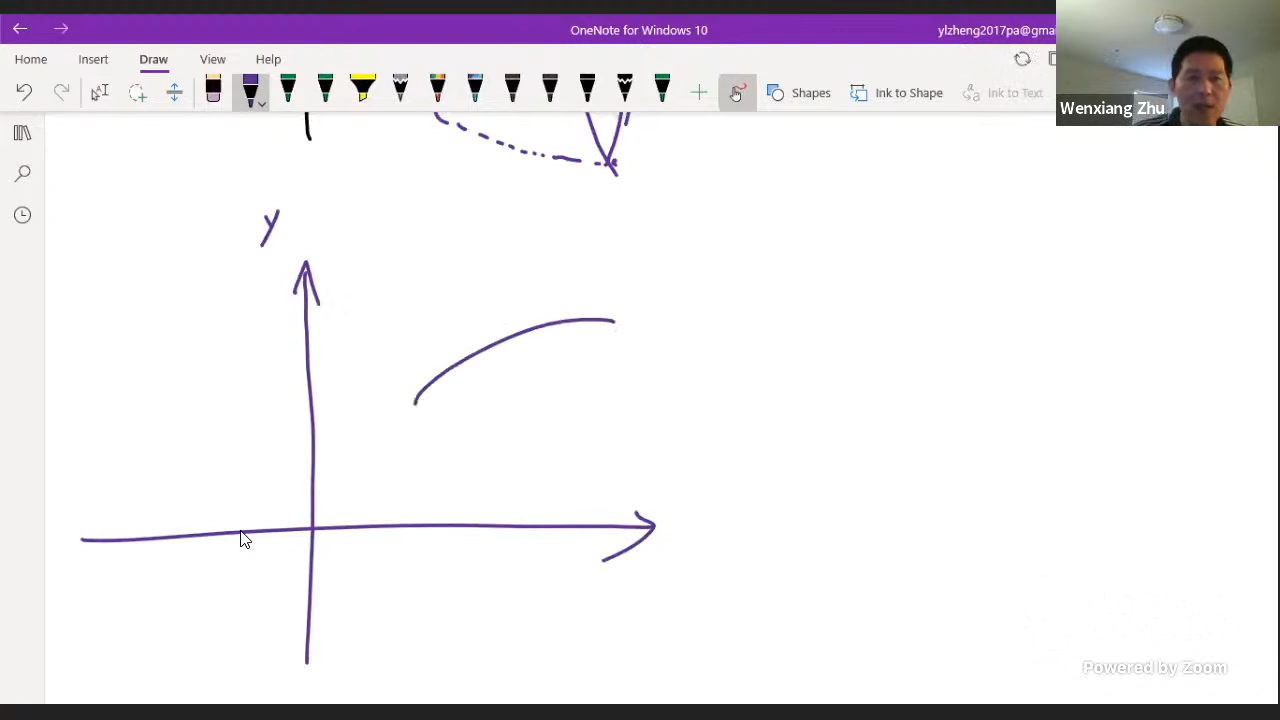 OneNote for Windows 10
ylzheng2017pa@gma
Home Insert Draw View Help
Shapes Ink to Shape Ink to Text
Wenxiang Zhu
y
Powered by Zoom